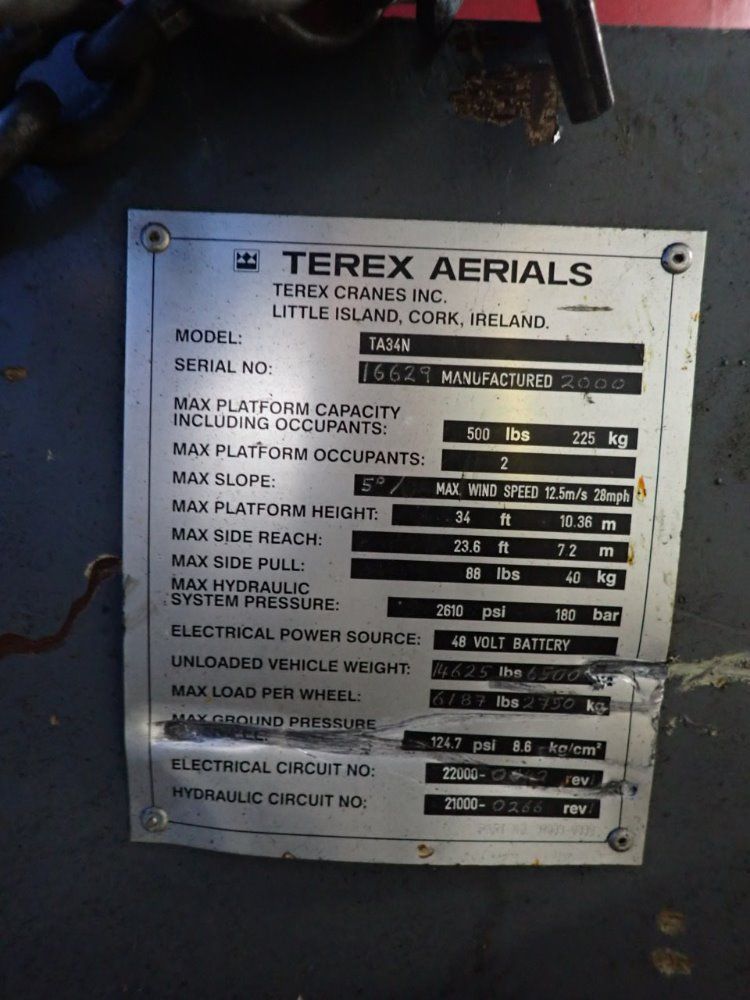 TEREX AERIALS
TEREX CRANES INC.
LITTLE ISLAND, CORK, IRELAND.
MODEL: TA34N
SERIAL NO: 16629 MANUFACTURED 2000
MAX PLATFORM CAPACITY
INCLUDING OCCUPANTS: 500 lbs 225 kg
MAX PLATFORM OCCUPANTS: 2
MAX SLOPE: 5°/ MAX. WIND SPEED 12.5m/s 28mph
MAX PLATFORM HEIGHT: 34 ft 10.36 m
MAX SIDE REACH: 23.6 ft 7.2 m
MAX SIDE PULL: 88 lbs 40 kg
MAX HYDRAULIC
SYSTEM PRESSURE: 2610 psi 180 bar
ELECTRICAL POWER SOURCE: 48 VOLT BATTERY
UNLOADED VEHICLE WEIGHT: 14625 lbs 6500
MAX LOAD PER WHEEL: 6187 lbs 2750 kg
MAX GROUND PRESSURE
124.7 psi 8.6 kg/cm²
ELECTRICAL CIRCUIT NO: 22000- rev
HYDRAULIC CIRCUIT NO: 21000-0266 rev